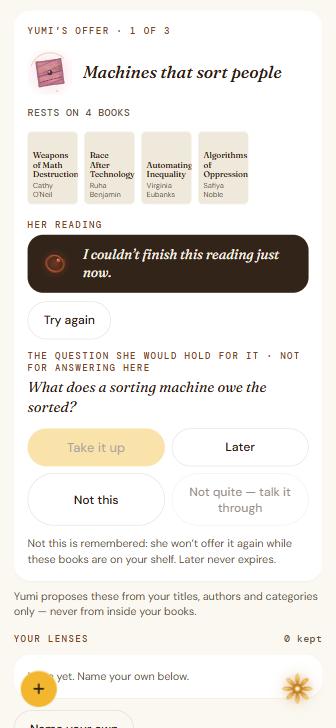 YUMI'S OFFER · 1 OF 3
Machines that sort people
RESTS ON 4 BOOKS
Weapons
of Math
Destruction
Cathy
O'Neil
Race
After
Technology
Ruha
Benjamin
Automating
Inequality
Virginia
Eubanks
Algorithms
of
Oppression
Safiya
Noble
HER READING
I couldn't finish this reading just
now.
Try again
THE QUESTION SHE WOULD HOLD FOR IT · NOT
FOR ANSWERING HERE
What does a sorting machine owe the
sorted?
Take it up
Later
Not this
Not quite — talk it
through
Not this is remembered: she won't offer it again while
these books are on your shelf. Later never expires.
Yumi proposes these from your titles, authors and categories
only — never from inside your books.
YOUR LENSES
0 kept
yet. Name your own below.
+